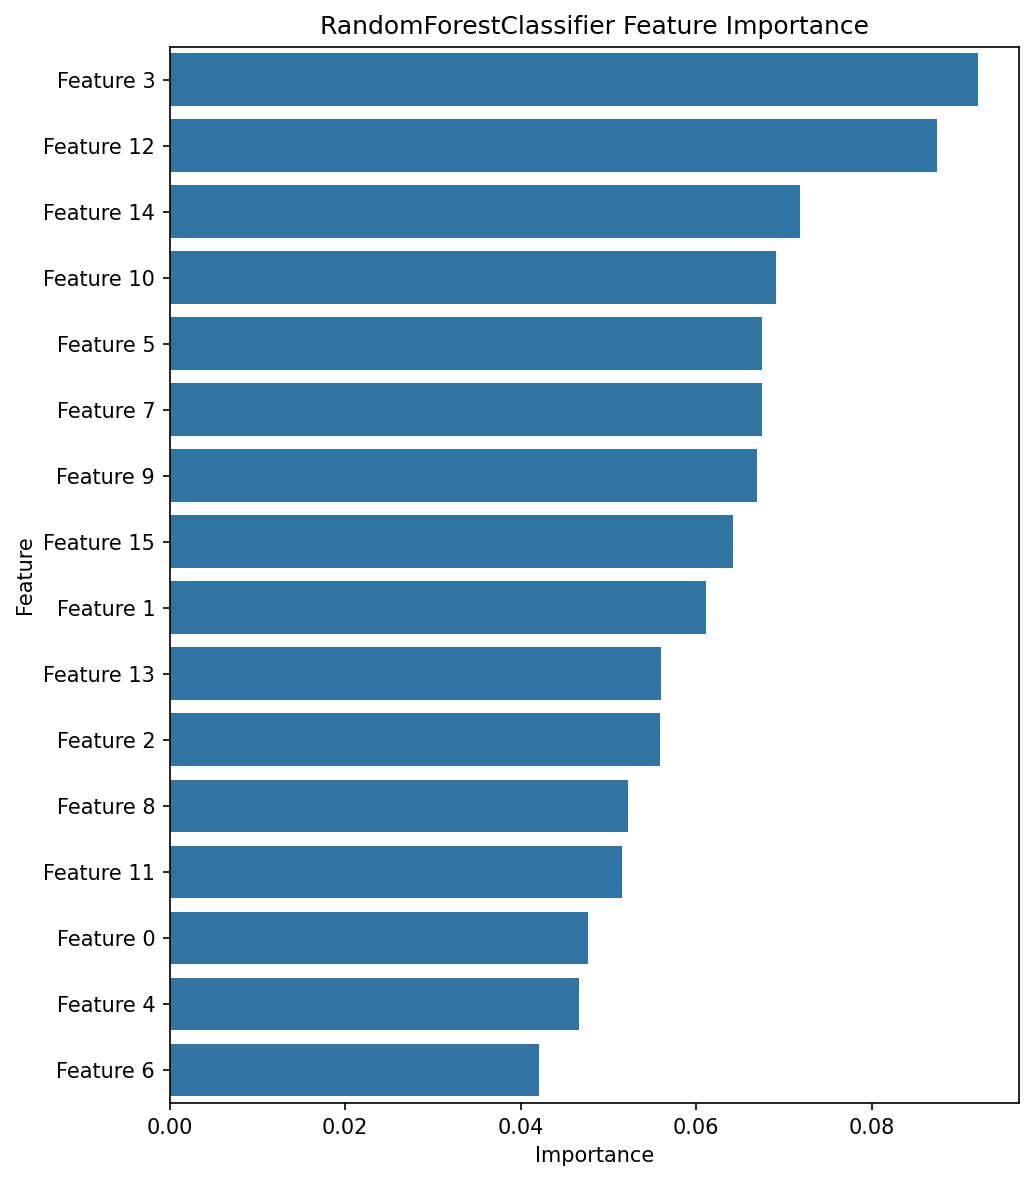 RandomForestClassifier Feature Importance
Feature
Feature 3
Feature 12
Feature 14
Feature 10
Feature 5
Feature 7
Feature 9
Feature 15
Feature 1
Feature 13
Feature 2
Feature 8
Feature 11
Feature 0
Feature 4
Feature 6
0.00 0.02 0.04 0.06 0.08
Importance